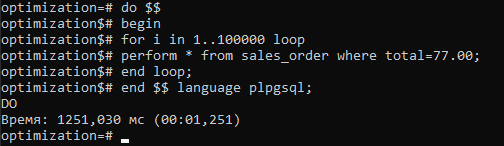 optimization=# do $$
optimization$# begin
optimization$# for i in 1..100000 loop
optimization$# perform * from sales_order where total=77.00;
optimization$# end loop;
optimization$# end $$ language plpgsql;
DO
Время: 1251,030 мс (00:01,251)
optimization=#